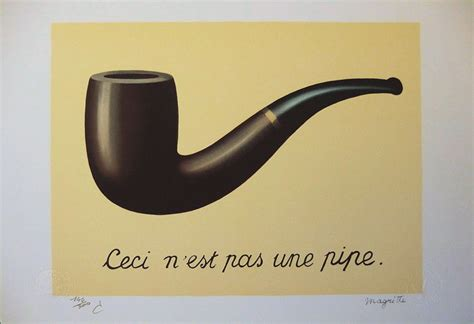 Ceci n'est pas une pipe.
Magritte